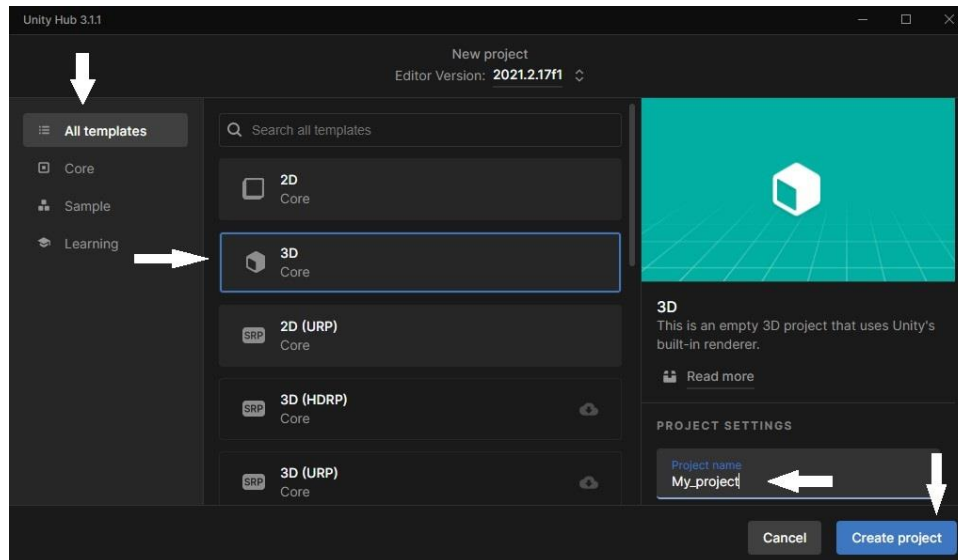 Unity Hub 3.1.1
New project
Editor Version: 2021.2.17f1
All templates
Core
Sample
Learning
Search all templates
2D
Core
3D
Core
2D (URP)
SRP
Core
3D (HDRP)
SRP
Core
3D (URP)
SRP
Core
3D
This is an empty 3D project that uses Unity's
built-in renderer.
Read more
PROJECT SETTINGS
Project name
My_project
Cancel
Create project